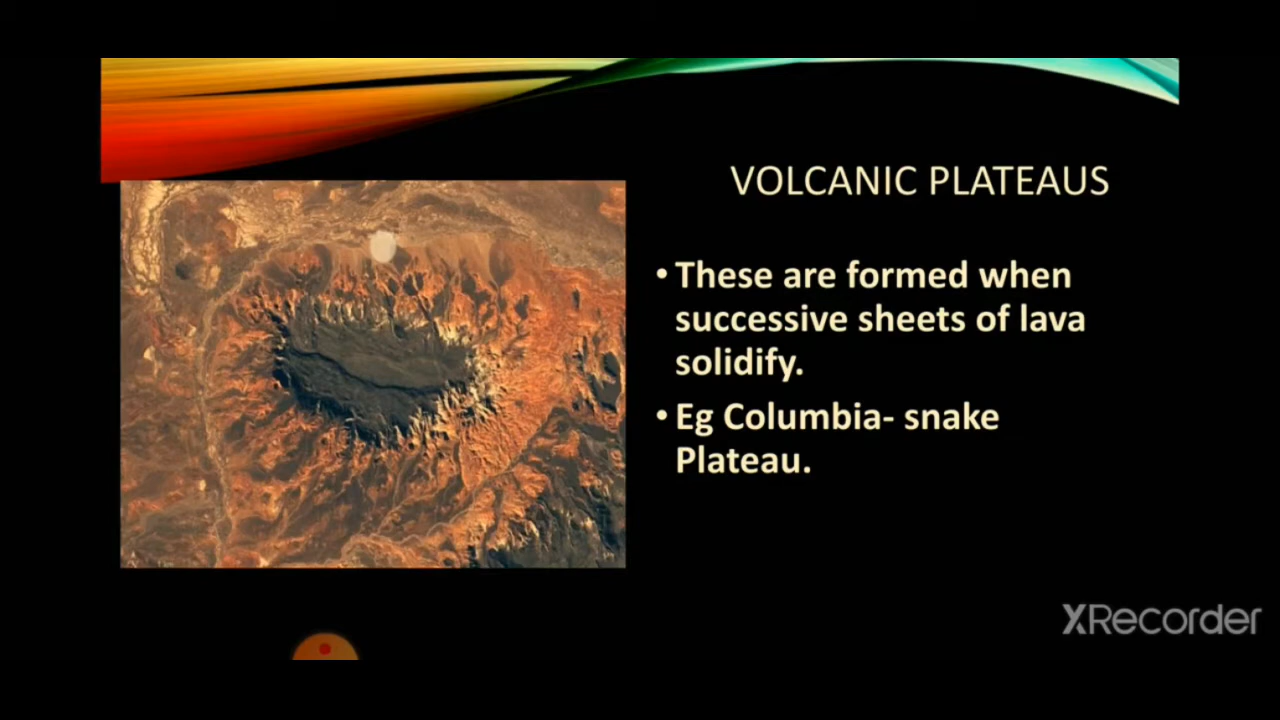 VOLCANIC PLATEAUS
• These are formed when
successive sheets of lava
solidify.
• Eg Columbia- snake
Plateau.
XRecorder